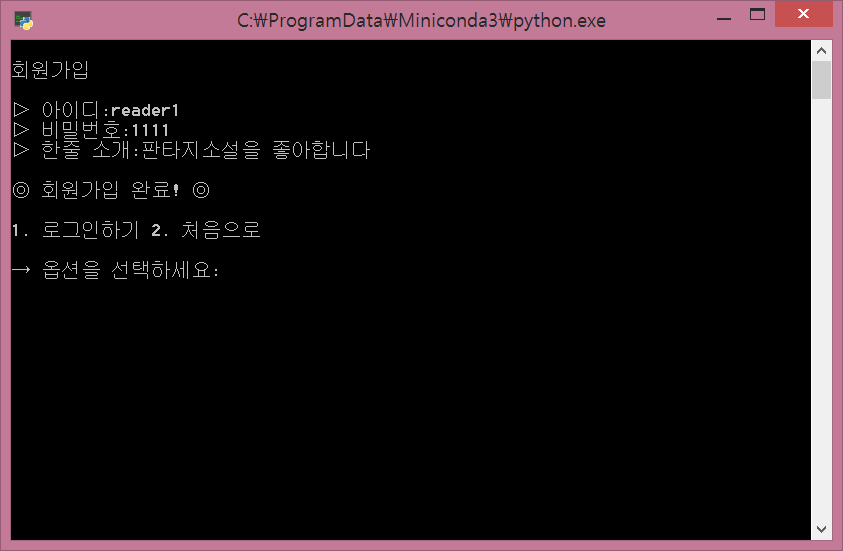 C:₩ProgramData₩Miniconda3₩python.exe
회원가입
▷ 아이디:reader1
▷ 비밀번호:1111
▷ 한줄 소개:판타지소설을 좋아합니다
◎ 회원가입 완료! ◎
1. 로그인하기 2. 처음으로
→ 옵션을 선택하세요: